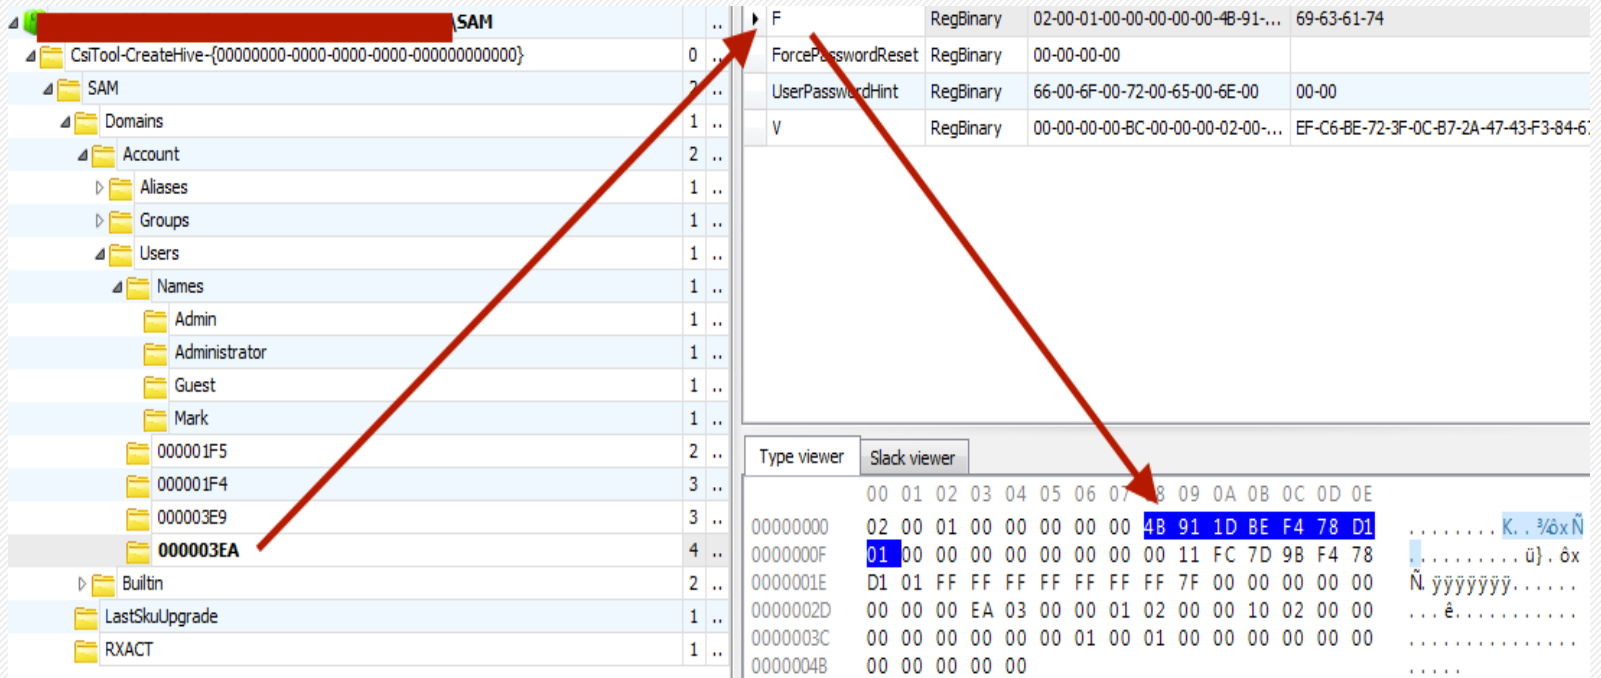 \SAM ..
CsiTool-CreateHive-{00000000-0000-0000-0000-000000000000} 0 ..
SAM 2 ..
Domains 1 ..
Account 2 ..
Aliases 1 ..
Groups 1 ..
Users 1 ..
Names 1 ..
Admin 1 ..
Administrator 1 ..
Guest 1 ..
Mark 1 ..
000001F5 2 ..
000001F4 3 ..
000003E9 3 ..
000003EA 4 ..
Builtin 2 ..
LastSkuUpgrade 1 ..
RXACT 1 ..
F RegBinary 02-00-01-00-00-00-00-00-4B-91-... 69-63-61-74
ForcePasswordReset RegBinary 00-00-00-00
UserPasswordHint RegBinary 66-00-6F-00-72-00-65-00-6E-00 00-00
V RegBinary 00-00-00-00-BC-00-00-00-02-00-... EF-C6-BE-72-3F-0C-B7-2A-47-43-F3-84-67
Type viewer Slack viewer
00 01 02 03 04 05 06 07 08 09 0A 0B 0C 0D 0E
00000000 02 00 01 00 00 00 00 00 4B 91 1D BE F4 78 D1 ........K..¾ôxÑ
0000000F 01 00 00 00 00 00 00 00 00 11 FC 7D 9B F4 78 ..........ü}.ôx
0000001E D1 01 FF FF FF FF FF FF FF 7F 00 00 00 00 00 Ñ.ÿÿÿÿÿÿÿ......
0000002D 00 00 00 EA 03 00 00 01 02 00 00 10 02 00 00 ...ê...........
0000003C 00 00 00 00 00 00 01 00 01 00 00 00 00 00 00 ...............
0000004B 00 00 00 00 00 .....